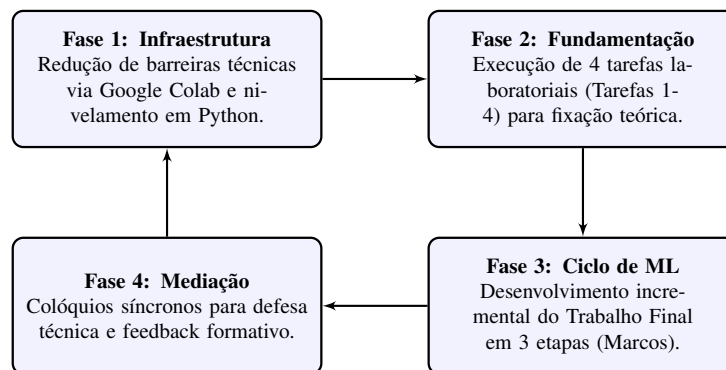 Fase 1: Infraestrutura
Redução de barreiras técnicas
via Google Colab e ni-
velamento em Python.
Fase 2: Fundamentação
Execução de 4 tarefas la-
boratoriais (Tarefas 1-
4) para fixação teórica.
Fase 4: Mediação
Colóquios síncronos para defesa
técnica e feedback formativo.
Fase 3: Ciclo de ML
Desenvolvimento incre-
mental do Trabalho Final
em 3 etapas (Marcos).